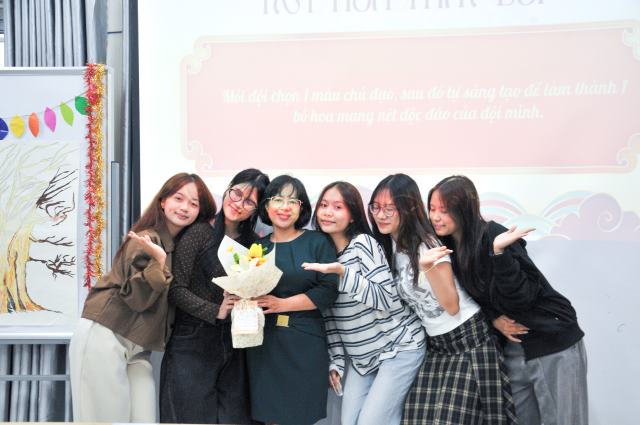 Mỗi đội chọn 1 màu chủ đạo, sau đó tự sáng tạo để làm thành 1
bó hoa mang nét độc đáo của đội mình.